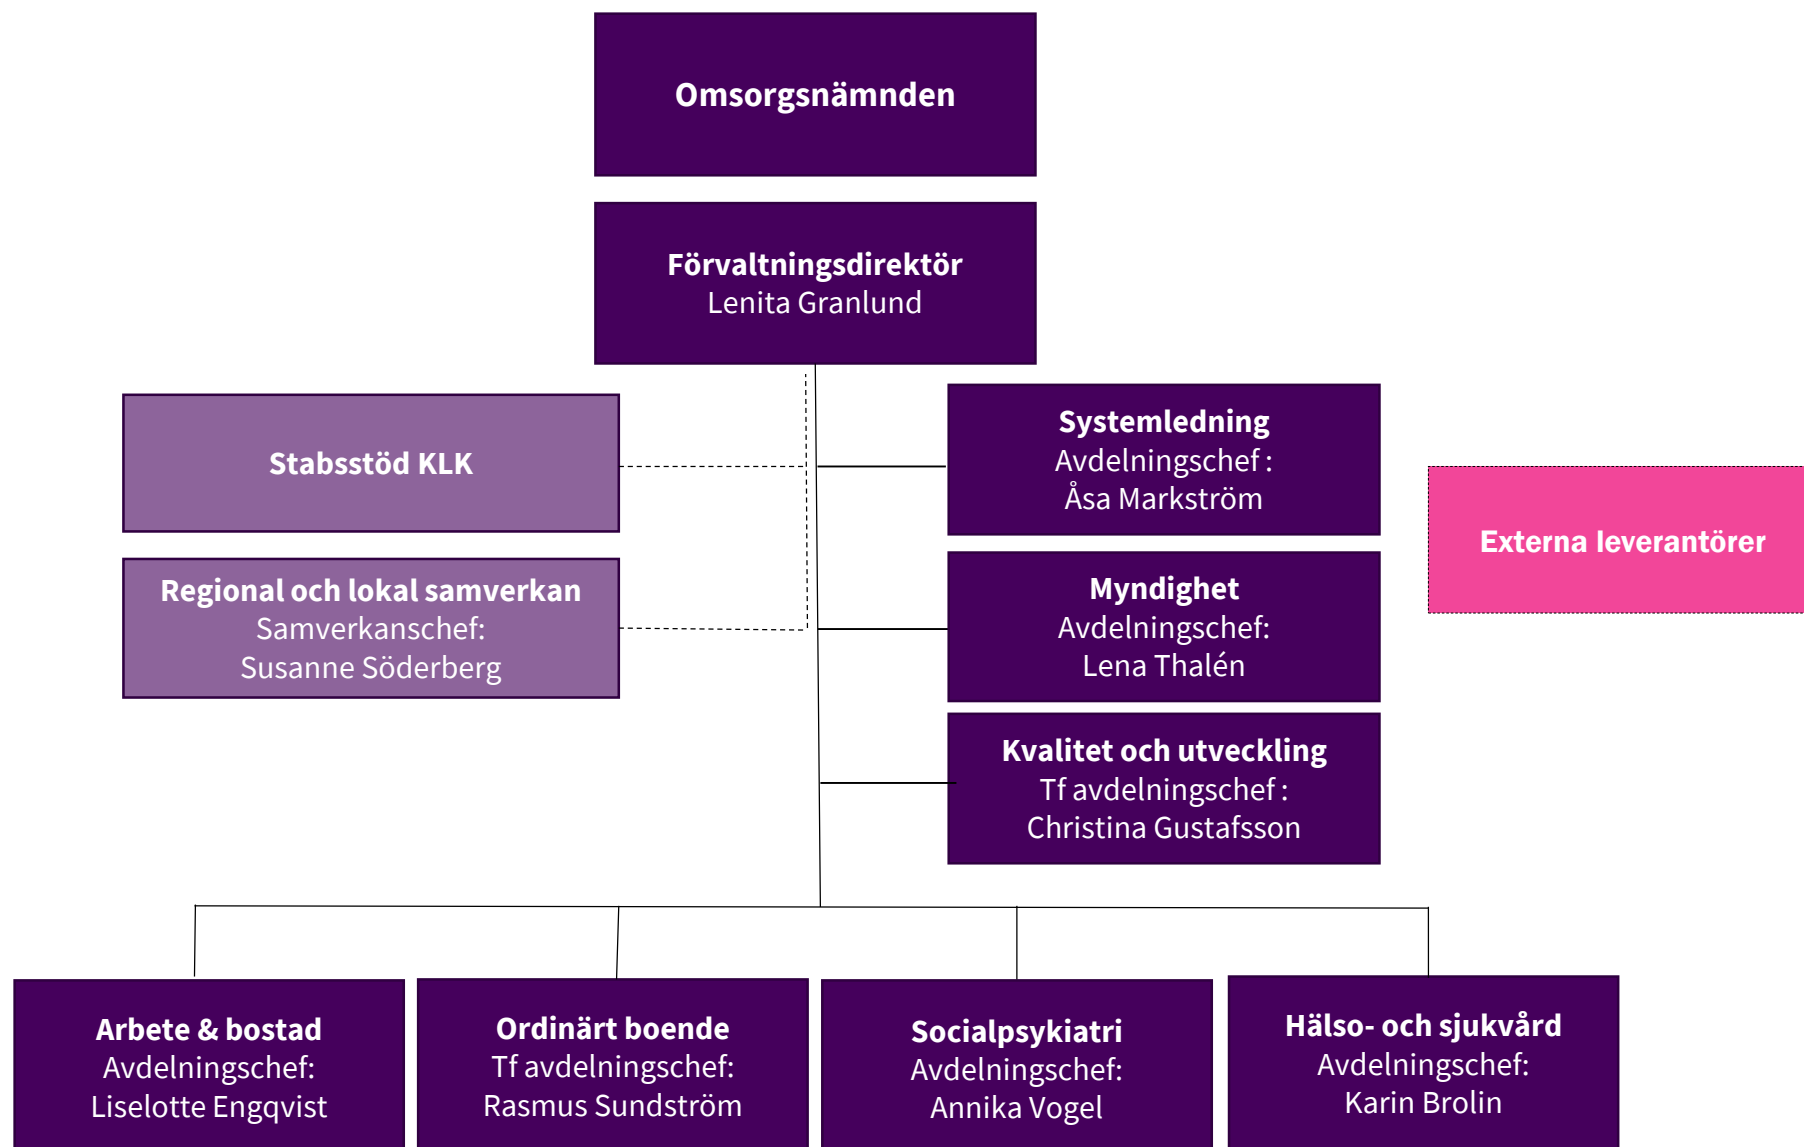 Omsorgsnämnden
Förvaltningsdirektör
Lenita Granlund
Stabsstöd KLK
Regional och lokal samverkan
Samverkanschef:
Susanne Söderberg
Systemledning
Avdelningschef :
Åsa Markström
Myndighet
Avdelningschef:
Lena Thalén
Kvalitet och utveckling
Tf avdelningschef :
Christina Gustafsson
Externa leverantörer
Arbete & bostad
Avdelningschef:
Liselotte Engqvist
Ordinärt boende
Tf avdelningschef:
Rasmus Sundström
Socialpsykiatri
Avdelningschef:
Annika Vogel
Hälso- och sjukvård
Avdelningschef:
Karin Brolin